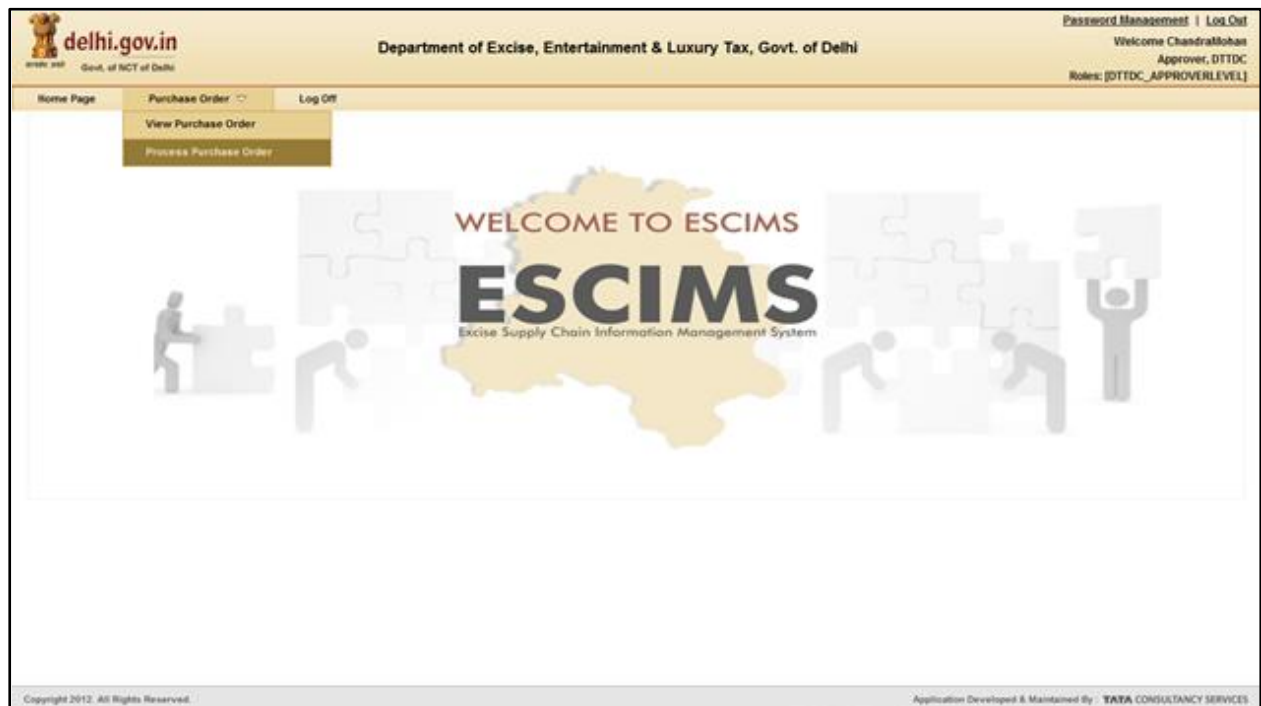 Password Management | Log Out
delhi.gov.in
Govt. of NCT of Delhi
Department of Excise, Entertainment & Luxury Tax, Govt. of Delhi
Welcome ChandraMohan
Approver, DTTDC
Roles: [DTTDC_APPROVERLEVEL]
Home Page Purchase Order Log Off
View Purchase Order
Process Purchase Order
WELCOME TO ESCIMS
ESCIMS
Excise Supply Chain Information Management System
Copyright 2012. All Rights Reserved. Application Developed & Maintained By : TATA CONSULTANCY SERVICES